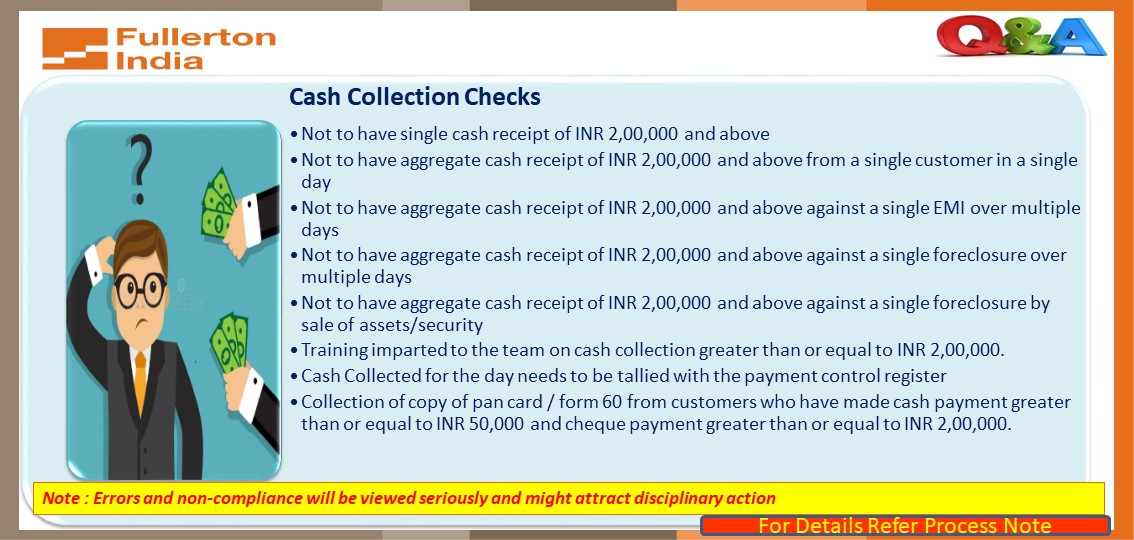 Fullerton
India
Q&A
Cash Collection Checks
• Not to have single cash receipt of INR 2,00,000 and above
• Not to have aggregate cash receipt of INR 2,00,000 and above from a single customer in a single
day
• Not to have aggregate cash receipt of INR 2,00,000 and above against a single EMI over multiple
days
• Not to have aggregate cash receipt of INR 2,00,000 and above against a single foreclosure over
multiple days
• Not to have aggregate cash receipt of INR 2,00,000 and above against a single foreclosure by
sale of assets/security
• Training imparted to the team on cash collection greater than or equal to INR 2,00,000.
• Cash Collected for the day needs to be tallied with the payment control register
• Collection of copy of pan card / form 60 from customers who have made cash payment greater
than or equal to INR 50,000 and cheque payment greater than or equal to INR 2,00,000.
?
Note : Errors and non-compliance will be viewed seriously and might attract disciplinary action
For Details Refer Process Note